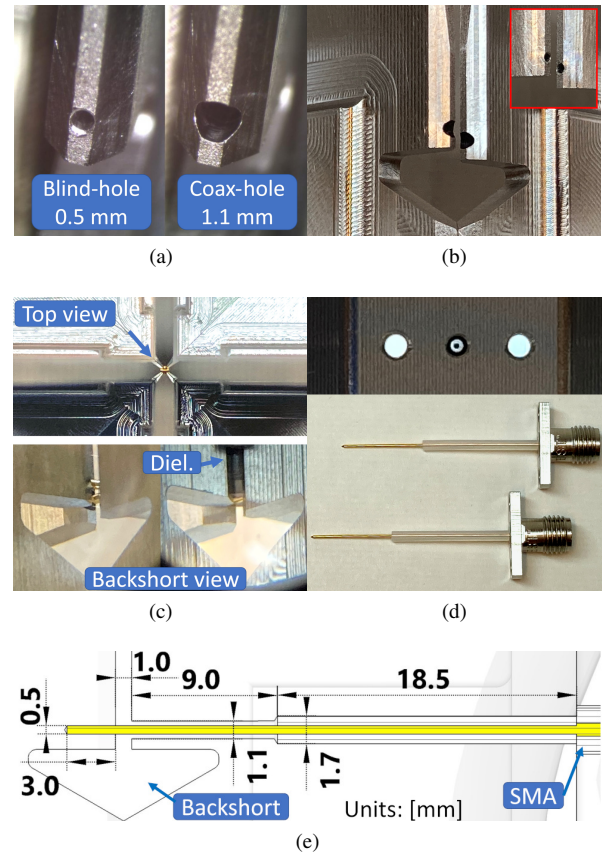 Blind-hole
0.5 mm
Coax-hole
1.1 mm
(a)
(b)
Top view
Diel.
Backshort view
(c)
(d)
1.0
9.0
18.5
0.5
3.0
1.1
1.7
Backshort
Units: [mm]
SMA
(e)